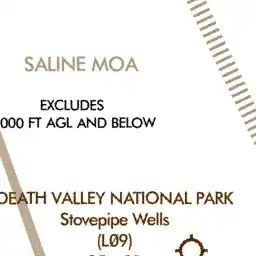 SALINE MOA
EXCLUDES
000 FT AGL AND BELOW
DEATH VALLEY NATIONAL PARK
Stovepipe Wells
(L09)